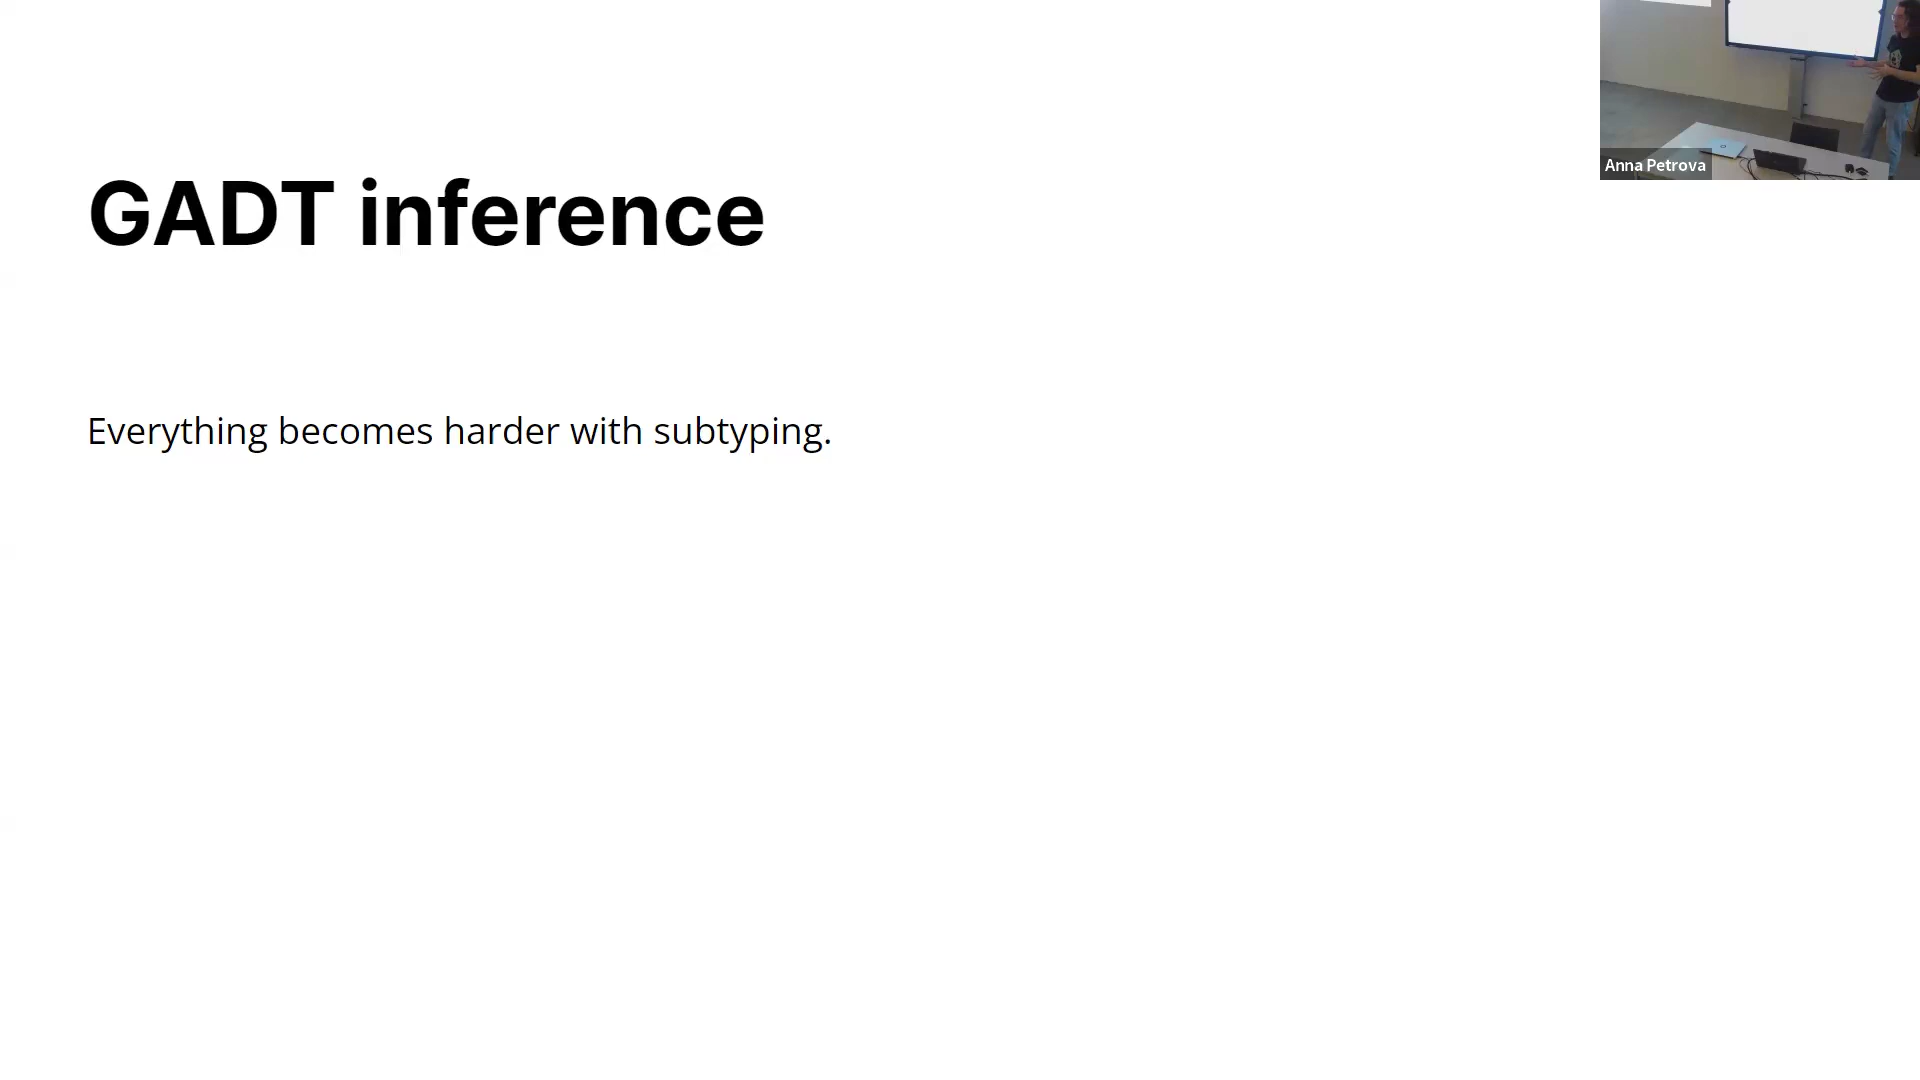 GADT inference
Everything becomes harder with subtyping.
Anna Petrova